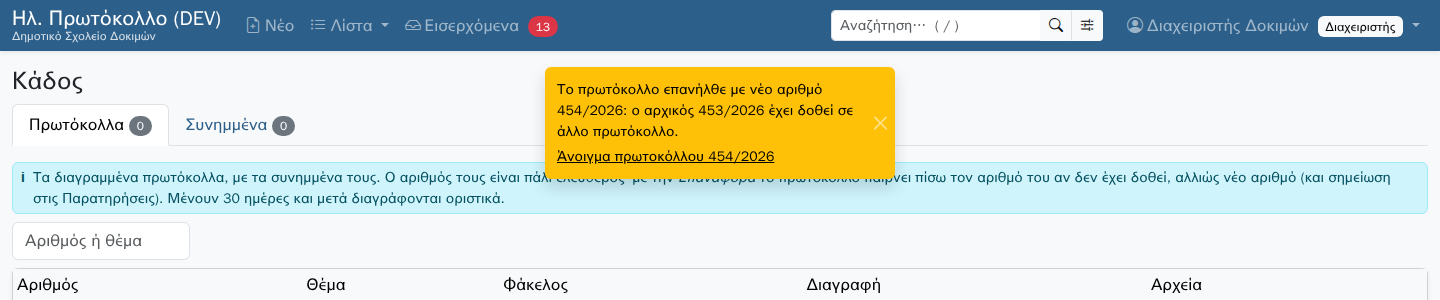 Ηλ. Πρωτόκολλο (DEV)
Δημοτικό Σχολείο Δοκιμών
Νέο
Λίστα
Εισερχόμενα 13
Αναζήτηση… ( / )
Διαχειριστής Δοκιμών Διαχειριστής
Κάδος
Πρωτόκολλα 0
Συνημμένα 0
Το πρωτόκολλο επανήλθε με νέο αριθμό
454/2026: ο αρχικός 453/2026 έχει δοθεί σε
άλλο πρωτόκολλο.
Άνοιγμα πρωτοκόλλου 454/2026
Τα διαγραμμένα πρωτόκολλα, με τα συνημμένα τους. Ο αριθμός τους είναι πάλι ελεύθερος· με την Επαναφορά το πρωτόκολλο παίρνει πίσω τον αριθμό του αν δεν έχει δοθεί, αλλιώς νέο αριθμό (και σημείωση
στις Παρατηρήσεις). Μένουν 30 ημέρες και μετά διαγράφονται οριστικά.
Αριθμός ή θέμα
Αριθμός Θέμα Φάκελος Διαγραφή Αρχεία